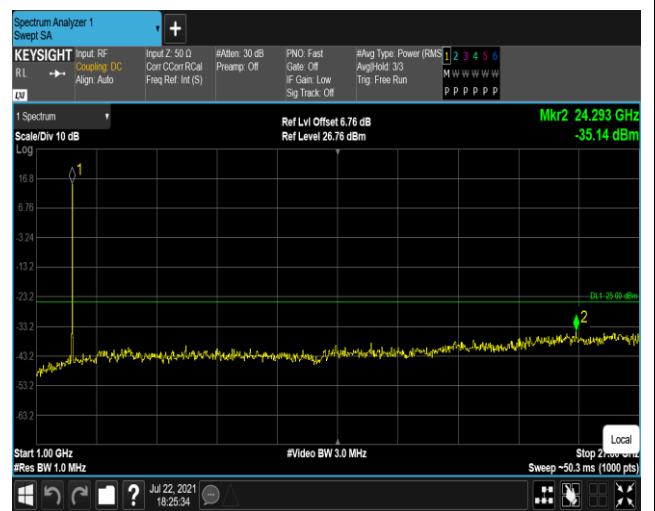 Spectrum Analyzer 1
Swept SA
+
KEYSIGHT Input: RF Input Z: 50 Ω #Atten: 30 dB PNO: Fast #Avg Type: Power (RMS 1 2 3 4 5 6
RL Coupling: DC Corr CCorr RCal Preamp: Off Gate: Off Avg|Hold: 3/3 M W W W W W
Align: Auto Freq Ref: Int (S) IF Gain: Low Trig: Free Run
Sig Track: Off P P P P P P
LXI
1 Spectrum Ref Lvl Offset 6.76 dB Mkr2 24.293 GHz
Scale/Div 10 dB Ref Level 26.76 dBm -35.14 dBm
Log
1
16.8
6.76
-3.24
-13.2
-23.2 DL1 -25.00 dBm
2
-33.2
-43.2
-53.2
-63.2
Local
Start 1.00 GHz #Video BW 3.0 MHz Stop 27.00 GHz
#Res BW 1.0 MHz Sweep ~50.3 ms (1000 pts)
? Jul 22, 2021
18:25:34